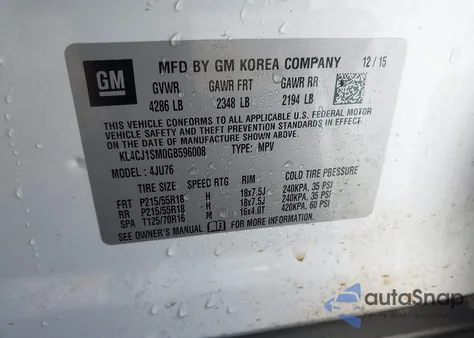 GM
MFD BY GM KOREA COMPANY 12/15
GVWR GAWR FRT GAWR RR
4286 LB 2348 LB 2194 LB
THIS VEHICLE CONFORMS TO ALL APPLICABLE U.S. FEDERAL MOTOR
VEHICLE SAFETY, BUMPER, AND THEFT PREVENTION STANDARDS IN
EFFECT ON THE DATE OF MANUFACTURE SHOWN ABOVE.
KL4CJ1SM0GB596008 TYPE: MPV
MODEL: 4JU76
TIRE SIZE SPEED RTG RIM COLD TIRE PRESSURE
FRT P215/55R18 H 18x7.5J 240KPA, 35 PSI
RR P215/55R18 H 18x7.5J 240KPA, 35 PSI
SPA T125/70R16 M 16x4.0T 420KPA, 60 PSI
SEE OWNER'S MANUAL FOR MORE INFORMATION.
autoSnap